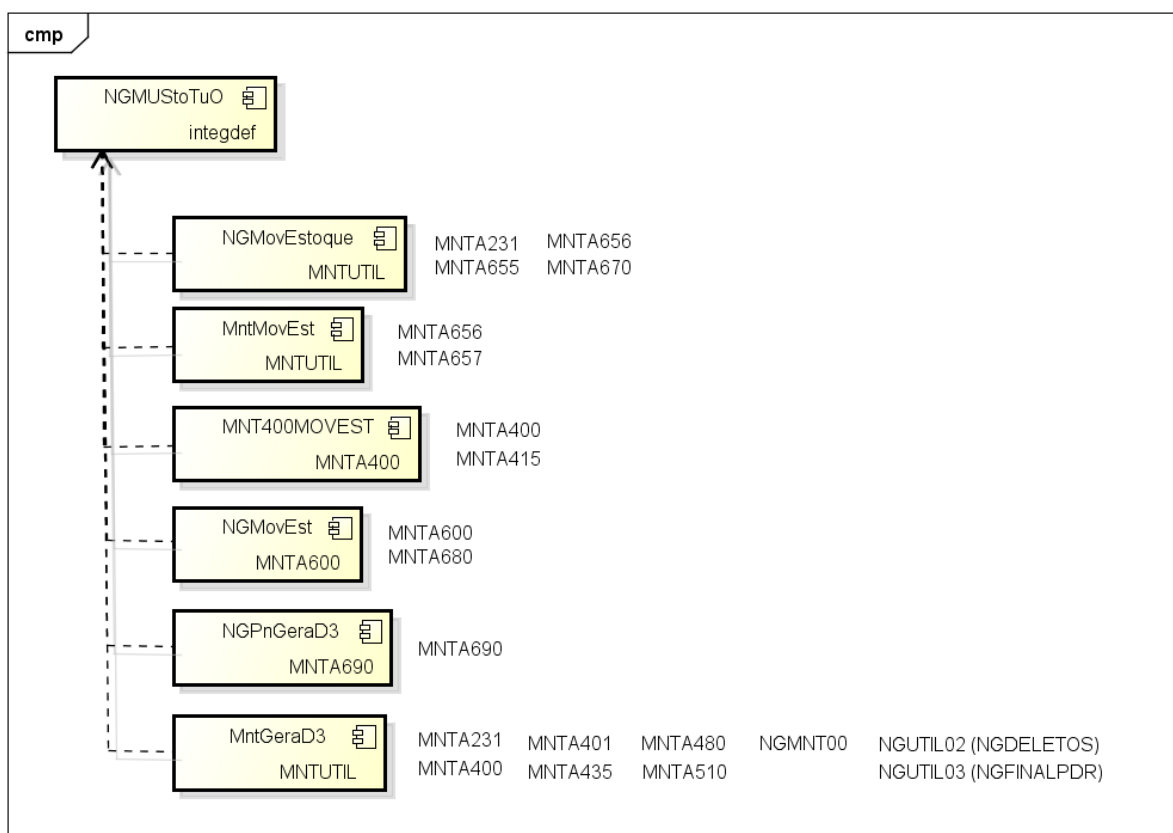 cmp
NGMUStoTuO
integdef
NGMovEstoque
MNTUTIL
MNTA231 MNTA656
MNTA655 MNTA670
MntMovEst
MNTUTIL
MNTA656
MNTA657
MNT400MOVEST
MNTA400
MNTA400
MNTA415
NGMovEst
MNTA600
MNTA600
MNTA680
NGPnGeraD3
MNTA690
MNTA690
MntGeraD3
MNTUTIL
MNTA231 MNTA401 MNTA480 NGMNT00 NGUTIL02 (NGDELETOS)
MNTA400 MNTA435 MNTA510 NGUTIL03 (NGFINALPDR)